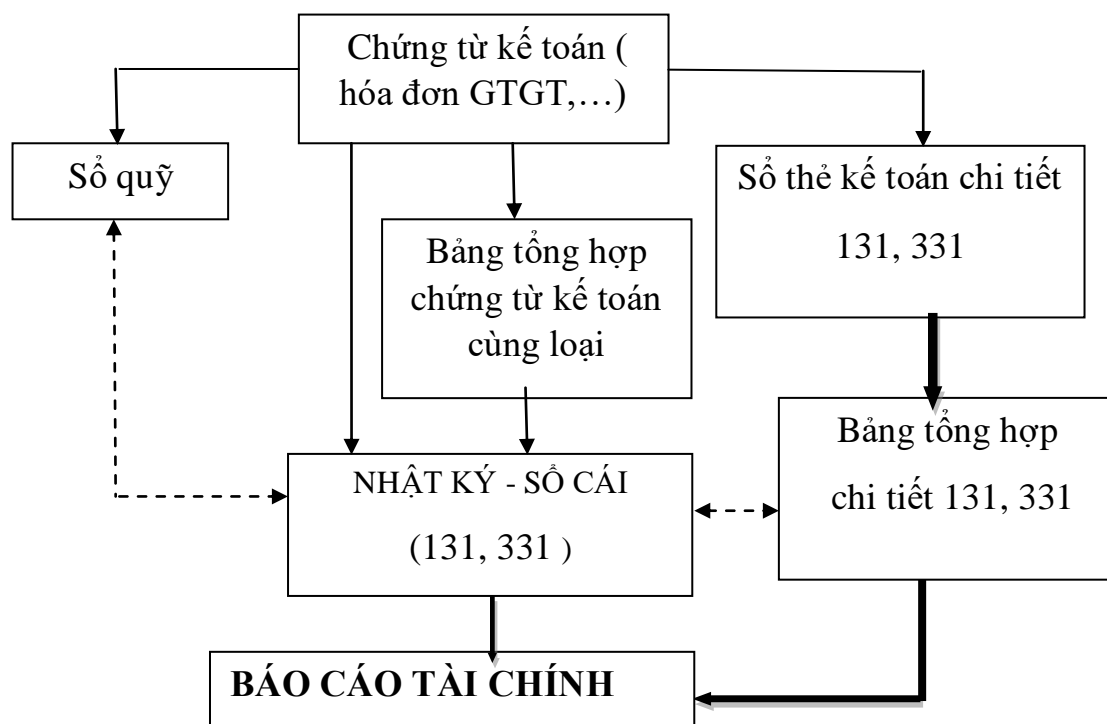 Chứng từ kế toán (
hóa đơn GTGT,…)
Sổ quỹ
Sổ thẻ kế toán chi tiết
131, 331
Bảng tổng hợp
chứng từ kế toán
cùng loại
Bảng tổng hợp
chi tiết 131, 331
NHẬT KÝ - SỔ CÁI
(131, 331 )
BÁO CÁO TÀI CHÍNH